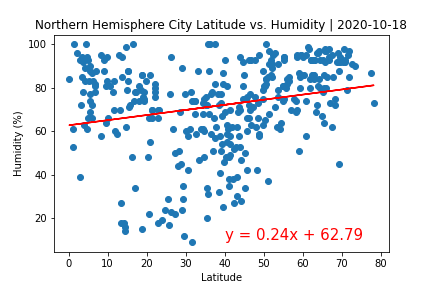 Northern Hemisphere City Latitude vs. Humidity | 2020-10-18
100
80
60
40
20
Humidity (%)
y = 0.24x + 62.79
0 10 20 30 40 50 60 70 80
Latitude